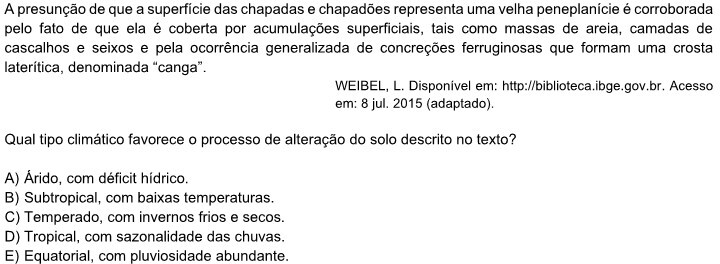 A presunção de que a superfície das chapadas e chapadões representa uma velha peneplanície é corroborada
pelo fato de que ela é coberta por acumulações superficiais, tais como massas de areia, camadas de
cascalhos e seixos e pela ocorrência generalizada de concreções ferruginosas que formam uma crosta
laterítica, denominada “canga”.
WEIBEL, L. Disponível em: http://biblioteca.ibge.gov.br. Acesso
em: 8 jul. 2015 (adaptado).
Qual tipo climático favorece o processo de alteração do solo descrito no texto?
A) Árido, com déficit hídrico.
B) Subtropical, com baixas temperaturas.
C) Temperado, com invernos frios e secos.
D) Tropical, com sazonalidade das chuvas.
E) Equatorial, com pluviosidade abundante.